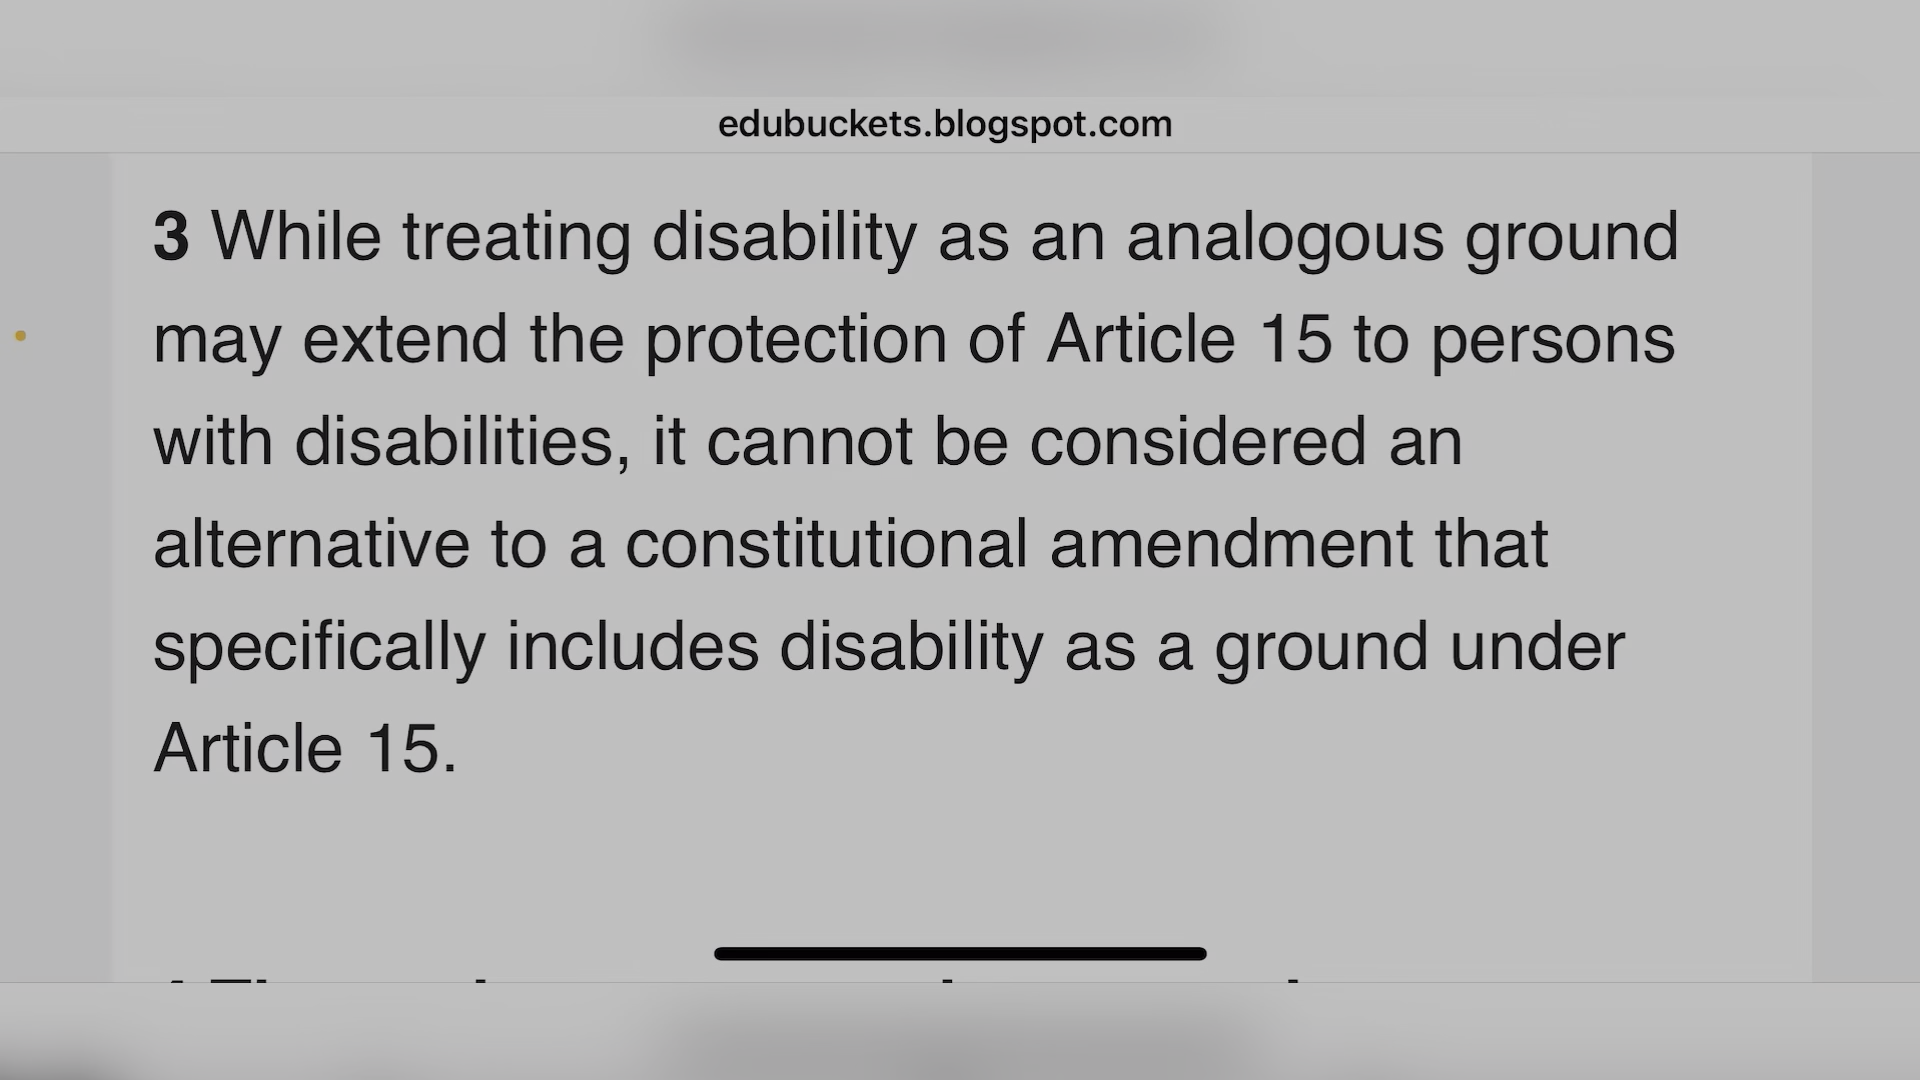 edubuckets.blogspot.com
3 While treating disability as an analogous ground
may extend the protection of Article 15 to persons
with disabilities, it cannot be considered an
alternative to a constitutional amendment that
specifically includes disability as a ground under
Article 15.